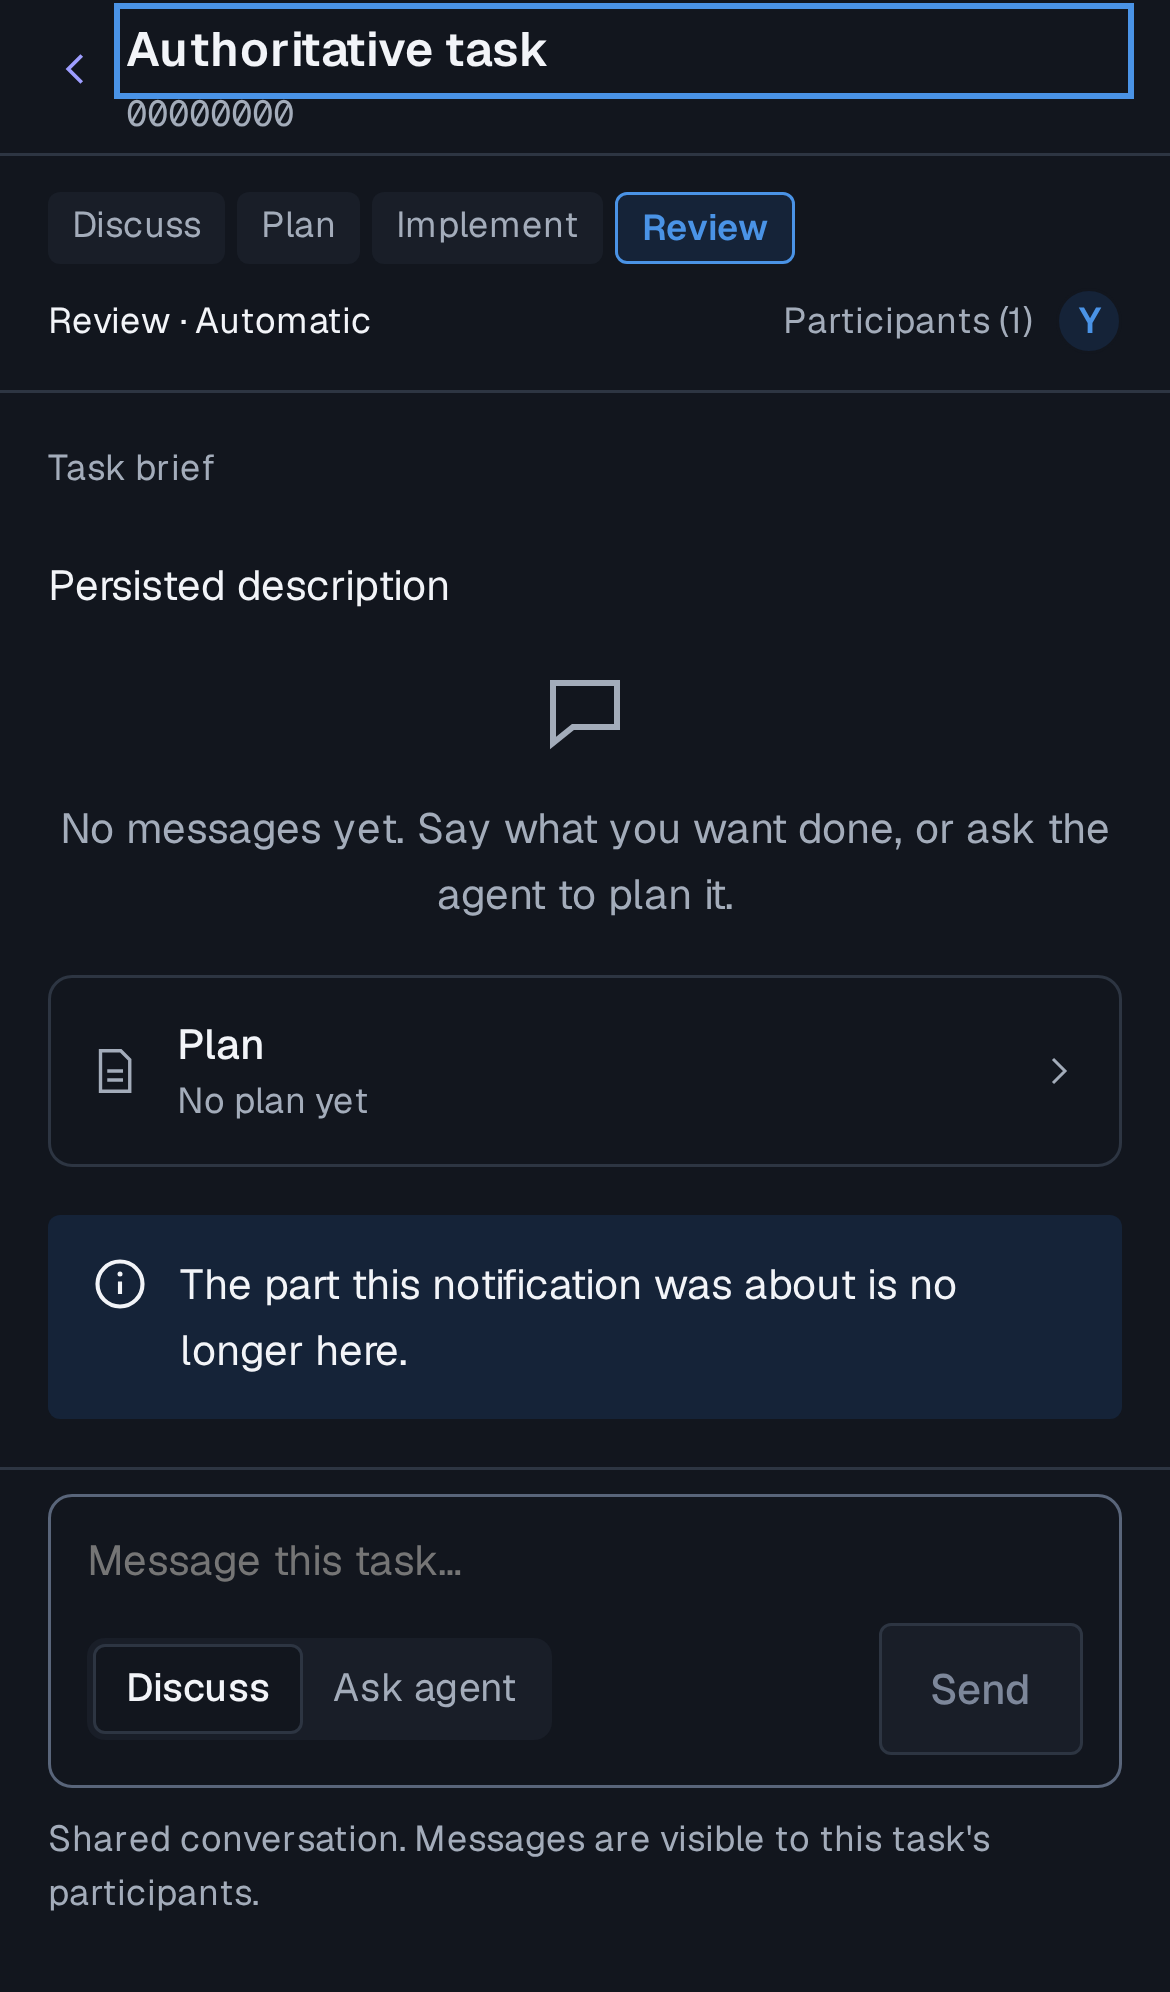 Authoritative task
00000000
Discuss Plan Implement Review
Review · Automatic Participants (1) Y
Task brief
Persisted description
No messages yet. Say what you want done, or ask the
agent to plan it.
Plan
No plan yet
The part this notification was about is no
longer here.
Message this task…
Discuss Ask agent Send
Shared conversation. Messages are visible to this task's
participants.